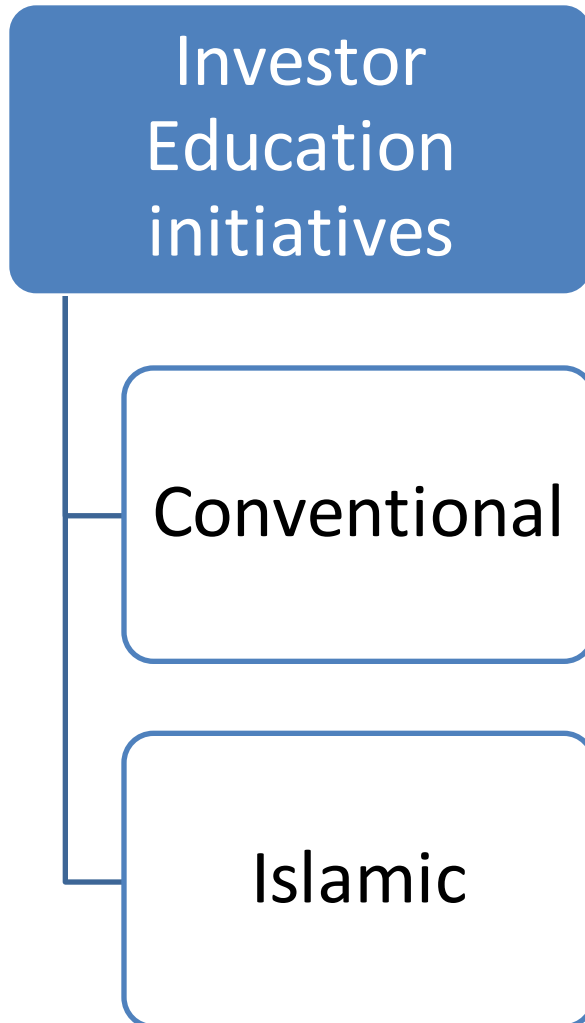 Investor
Education
initiatives
Conventional
Islamic